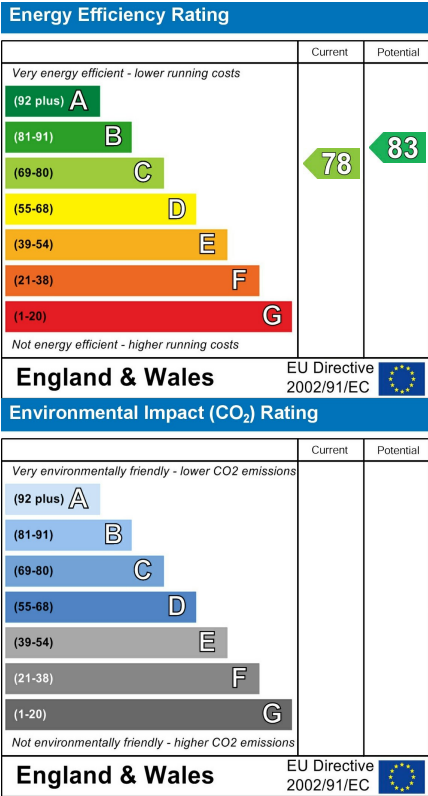 Energy Efficiency Rating
Current Potential
Very energy efficient - lower running costs
(92 plus) A
(81-91) B
(69-80) C
78
83
(55-68) D
(39-54) E
(21-38) F
(1-20) G
Not energy efficient - higher running costs
England & Wales
EU Directive
2002/91/EC
Environmental Impact (CO₂) Rating
Current Potential
Very environmentally friendly - lower CO2 emissions
(92 plus) A
(81-91) B
(69-80) C
(55-68) D
(39-54) E
(21-38) F
(1-20) G
Not environmentally friendly - higher CO2 emissions
England & Wales
EU Directive
2002/91/EC